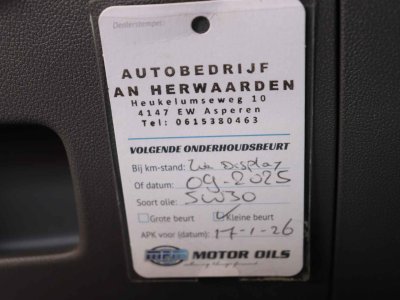 Dealerstempel:
AUTOBEDRIJF
AN HERWAARDEN
Heukelumseweg 10
4147 EW Asperen
Tel: 0615380463
VOLGENDE ONDERHOUDSBEURT
Bij km-stand: Zie Display
Of datum: 09-2025
Soort olie: 5W30
Grote beurt Kleine beurt
APK voor (datum): 17-1-26
MOTOR OILS